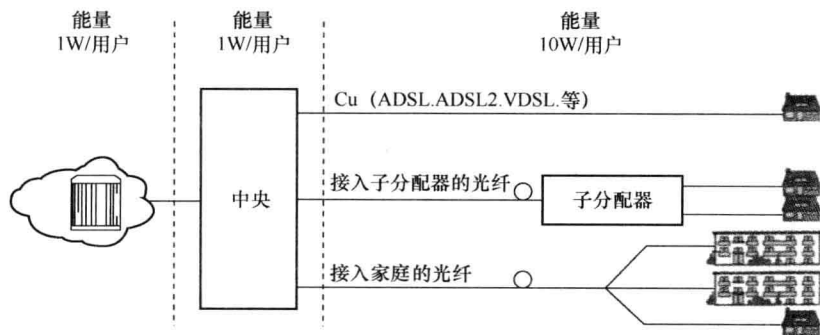 能量
1W/用户
能量
1W/用户
能量
10W/用户
Cu（ADSL.ADSL2.VDSL.等）
接入子分配器的光纤
中央
子分配器
接入家庭的光纤